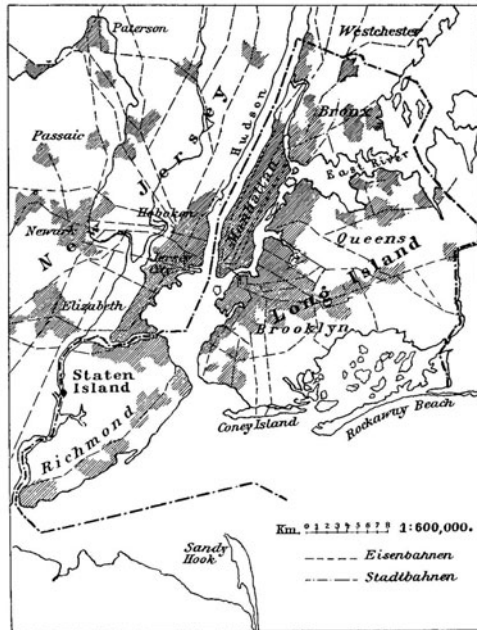 Paterson
Westchester
Hudson
Bronx
Passaic
New Jersey
East River
Manhattan
Hoboken
Newark
Jersey City
Queens
Long Island
Elizabeth
Brooklyn
Staten
Island
Coney Island
Rockaway Beach
Richmond
Km. 0 1 2 3 4 5 6 7 8 1:600,000.
Sandy
Hook
Eisenbahnen
Stadtbahnen